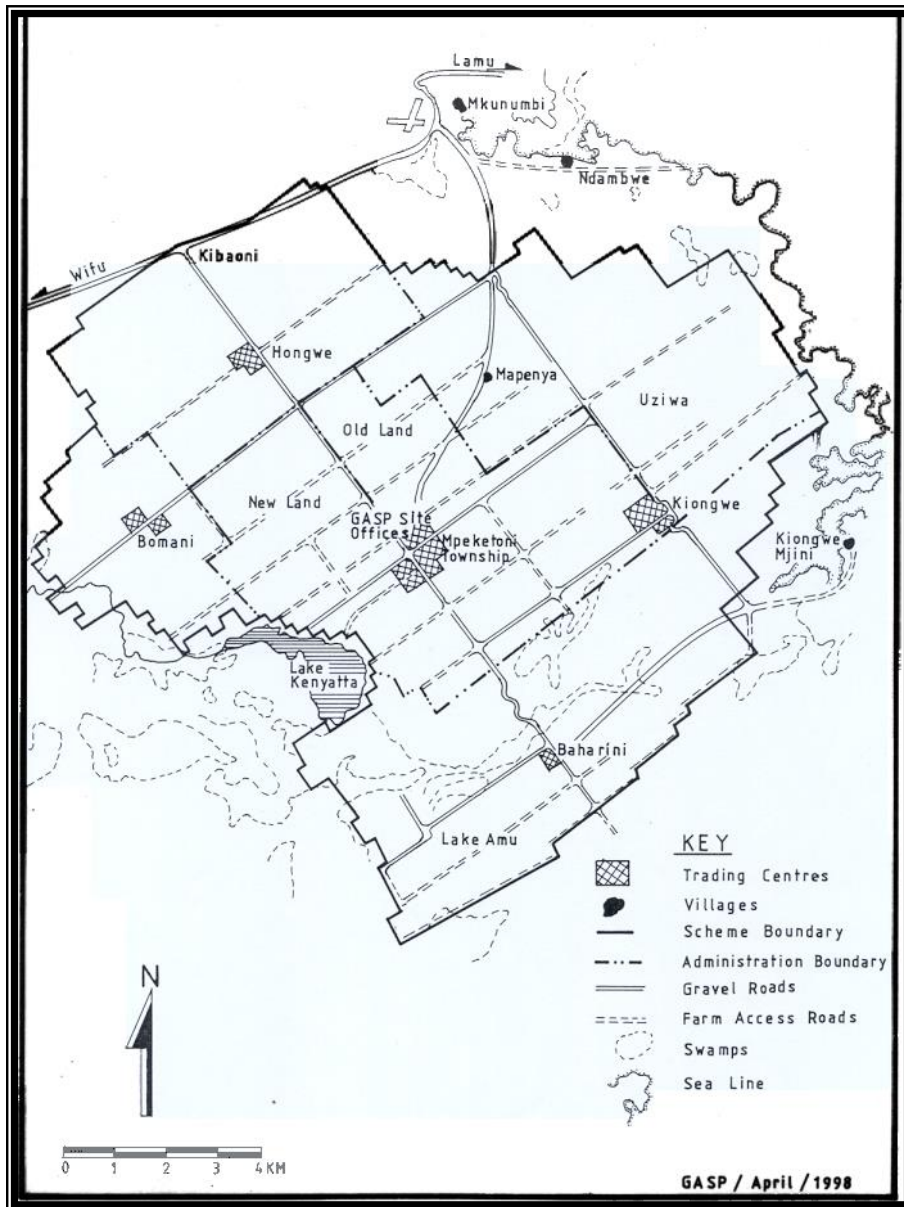 Lamu
Mkunumbi
Ndambwe
Kibaoni
Witu
Hongwe
Mapenya
Uziwa
Old Land
New Land
GASP Site
Offices
Mpeketoni
Township
Kiongwe
Bomani
Kiongwe
Mjini
Lake
Kenyatta
Baharini
Lake Amu
KEY
Trading Centres
Villages
Scheme Boundary
Administration Boundary
Gravel Roads
Farm Access Roads
Swamps
Sea Line
N
0 1 2 3 4 KM
GASP / April / 1998